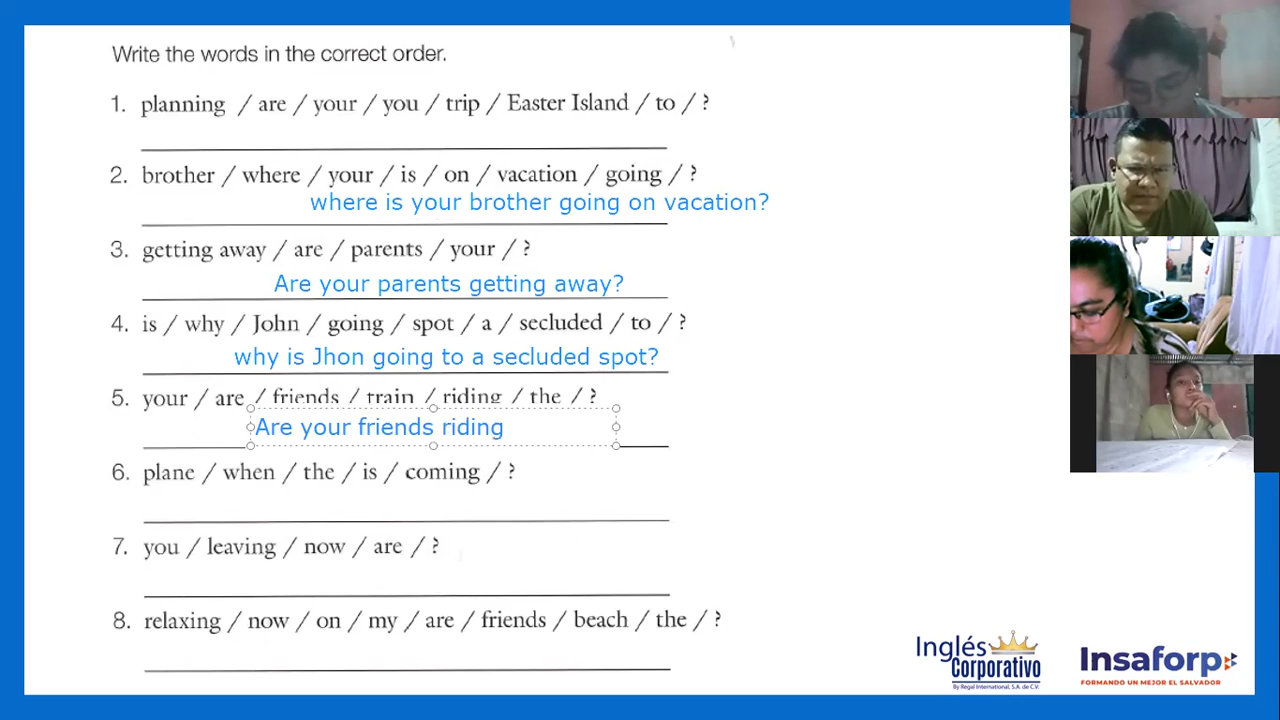 Write the words in the correct order.
1. planning / are / your / you / trip / Easter Island / to / ?
2. brother / where / your / is / on / vacation / going / ?
where is your brother going on vacation?
3. getting away / are / parents / your / ?
Are your parents getting away?
4. is / why / John / going / spot / a / secluded / to / ?
why is Jhon going to a secluded spot?
5. your / are / friends / train / riding / the / ?
Are your friends riding
6. plane / when / the / is / coming / ?
7. you / leaving / now / are / ?
8. relaxing / now / on / my / are / friends / beach / the / ?
Inglés
Corporativo
By Regal International, S.A. de C.V.
Insaforp
FORMANDO UN MEJOR EL SALVADOR